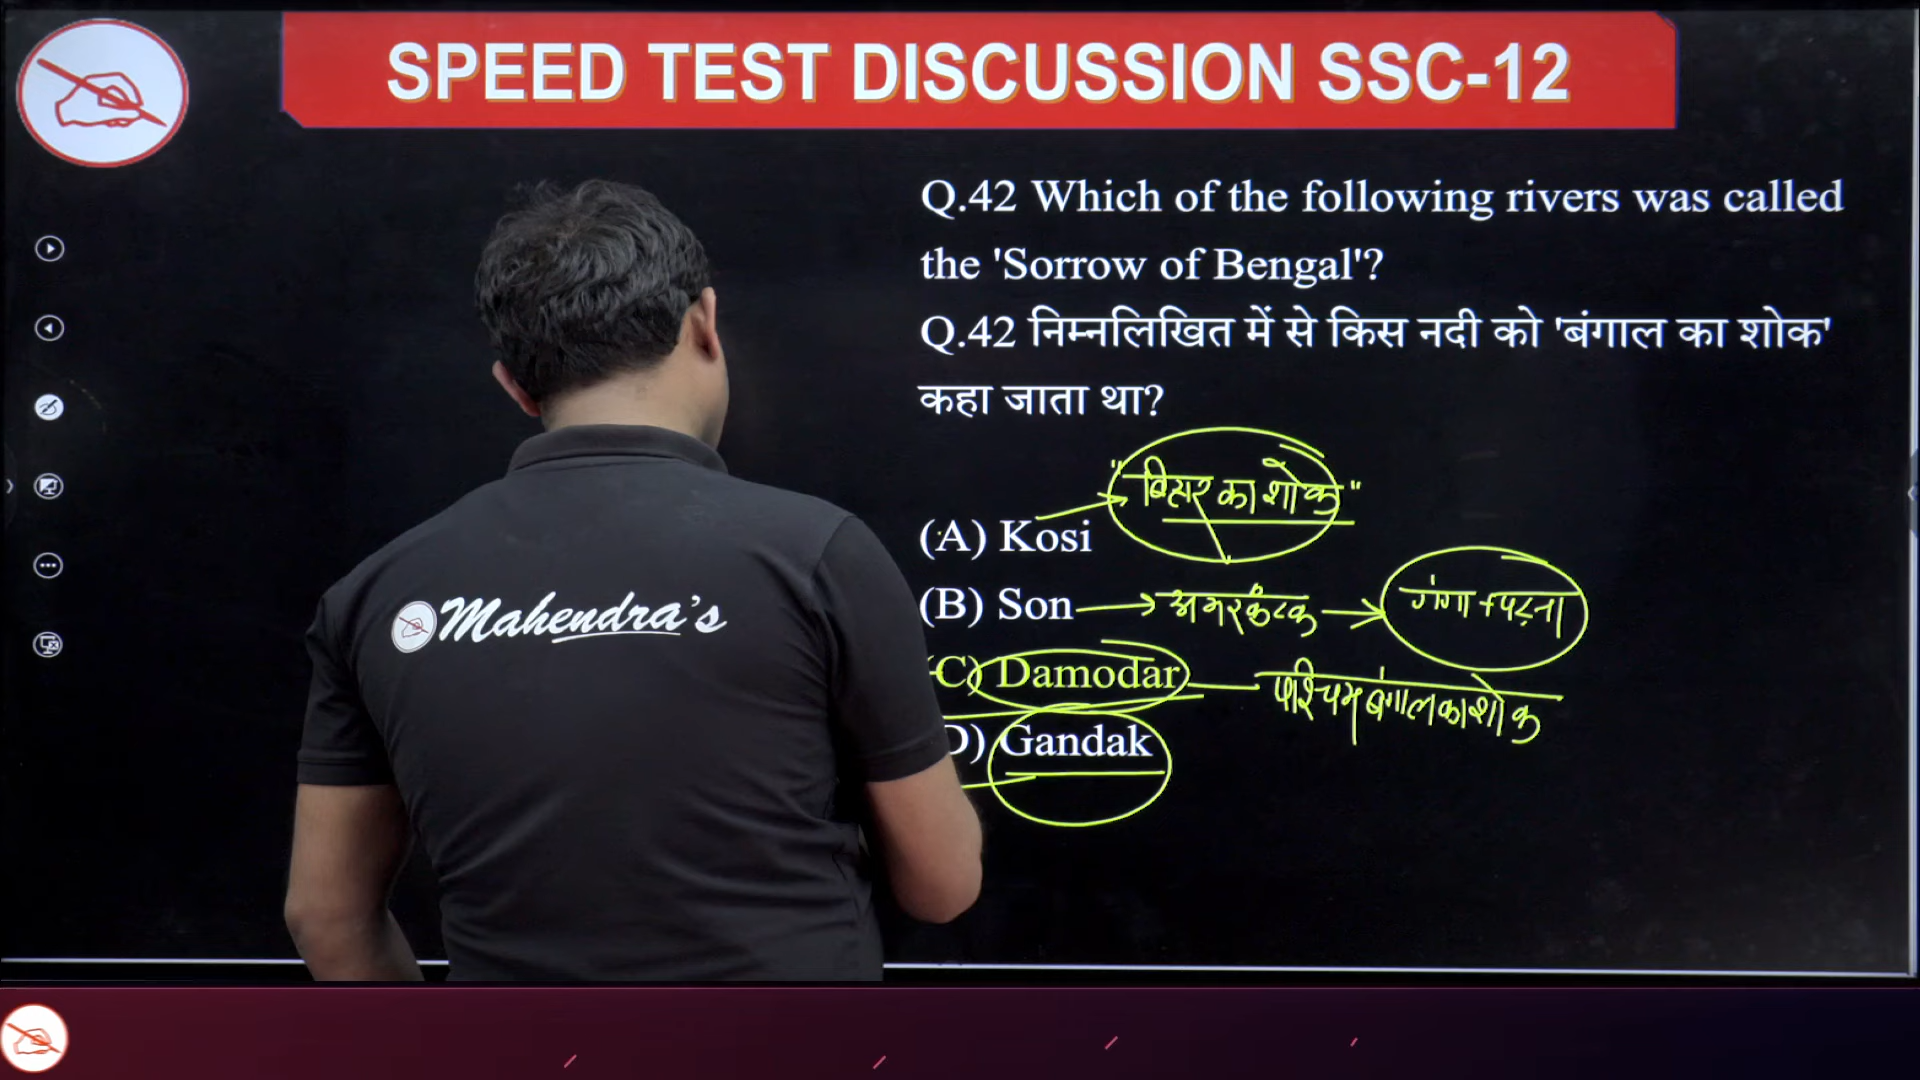 SPEED TEST DISCUSSION SSC-12
Q.42 Which of the following rivers was called
the 'Sorrow of Bengal'?
Q.42 निम्नलिखित में से किस नदी को 'बंगाल का शोक'
कहा जाता था?
"बिहार का शोक"
(A) Kosi
(B) Son → अमरकंटक → गंगा + पटना
(C) Damodar — पश्चिम बंगाल का शोक
D) Gandak
Mahendra's